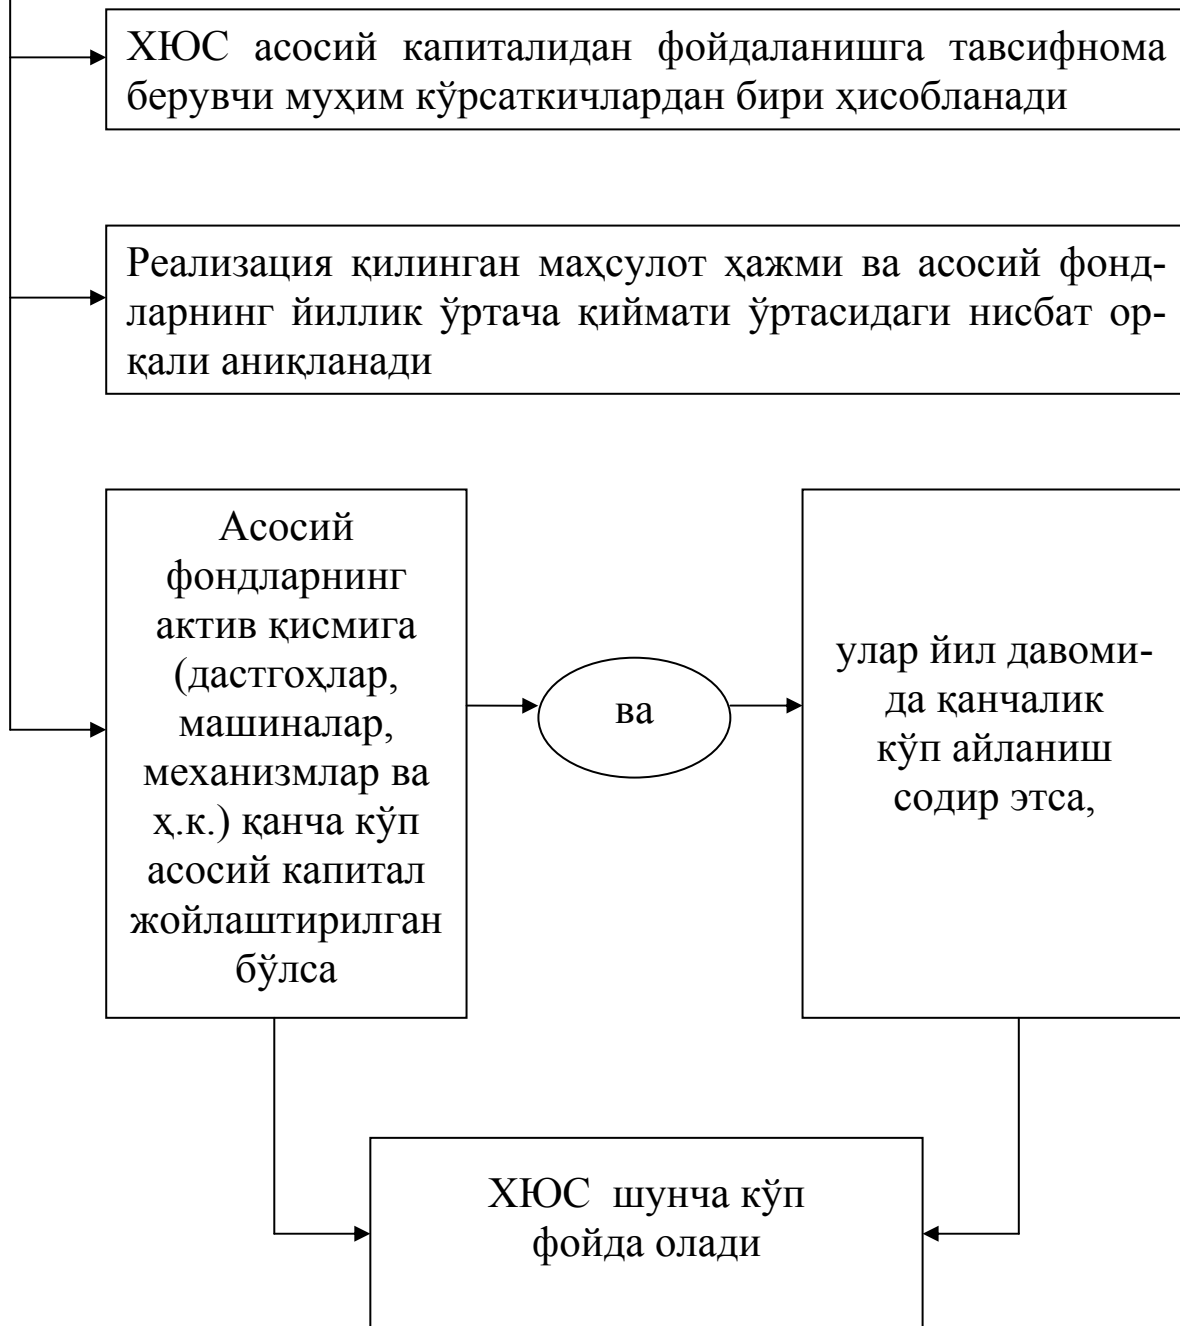 ХЮС асосий капиталидан фойдаланишга тавсифнома
берувчи муҳим кўрсаткичлардан бири ҳисобланади
Реализация қилинган маҳсулот ҳажми ва асосий фонд-
ларнинг йиллик ўртача қиймати ўртасидаги нисбат ор-
қали аниқланади
Асосий
фондларнинг
актив қисмига
(дастгоҳлар,
машиналар,
механизмлар ва
ҳ.к.) қанча кўп
асосий капитал
жойлаштирилган
бўлса
ва
улар йил давоми-
да қанчалик
кўп айланиш
содир этса,
ХЮС шунча кўп
фойда олади